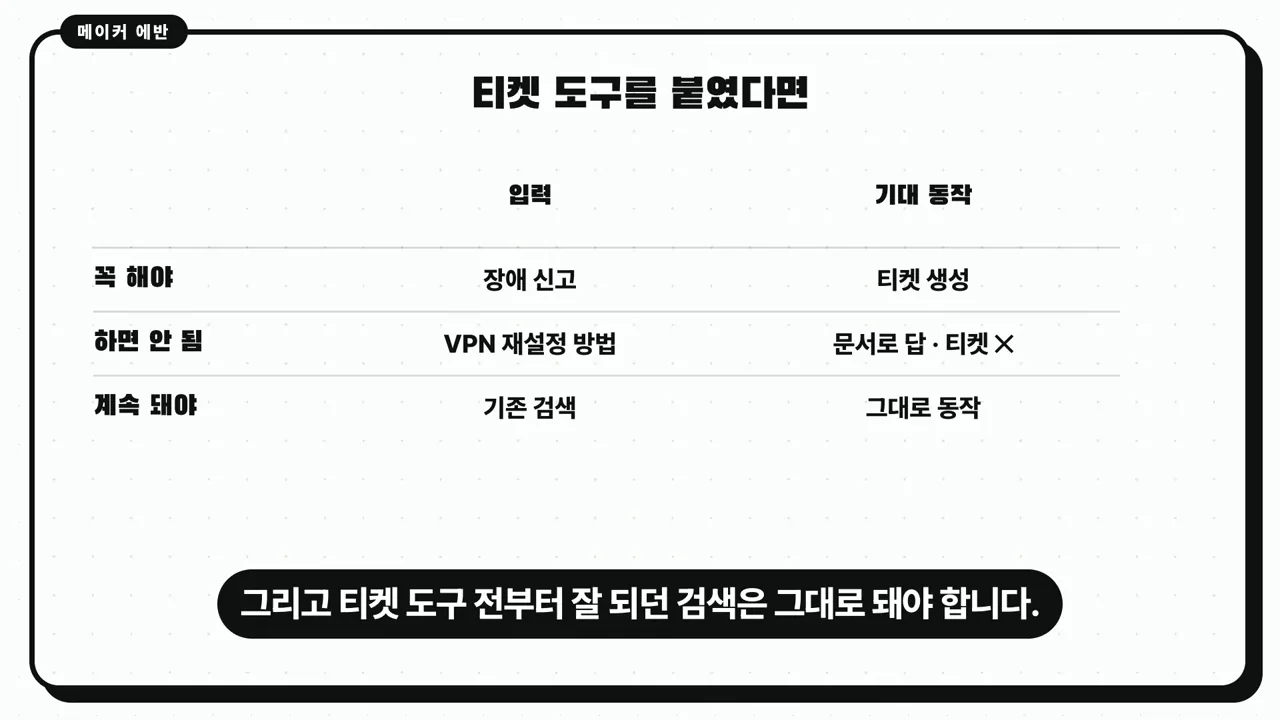 메이커 에반
티켓 도구를 붙였다면
입력 기대 동작
꼭 해야 장애 신고 티켓 생성
하면 안 됨 VPN 재설정 방법 문서로 답 · 티켓 ✕
계속 돼야 기존 검색 그대로 동작
그리고 티켓 도구 전부터 잘 되던 검색은 그대로 돼야 합니다.